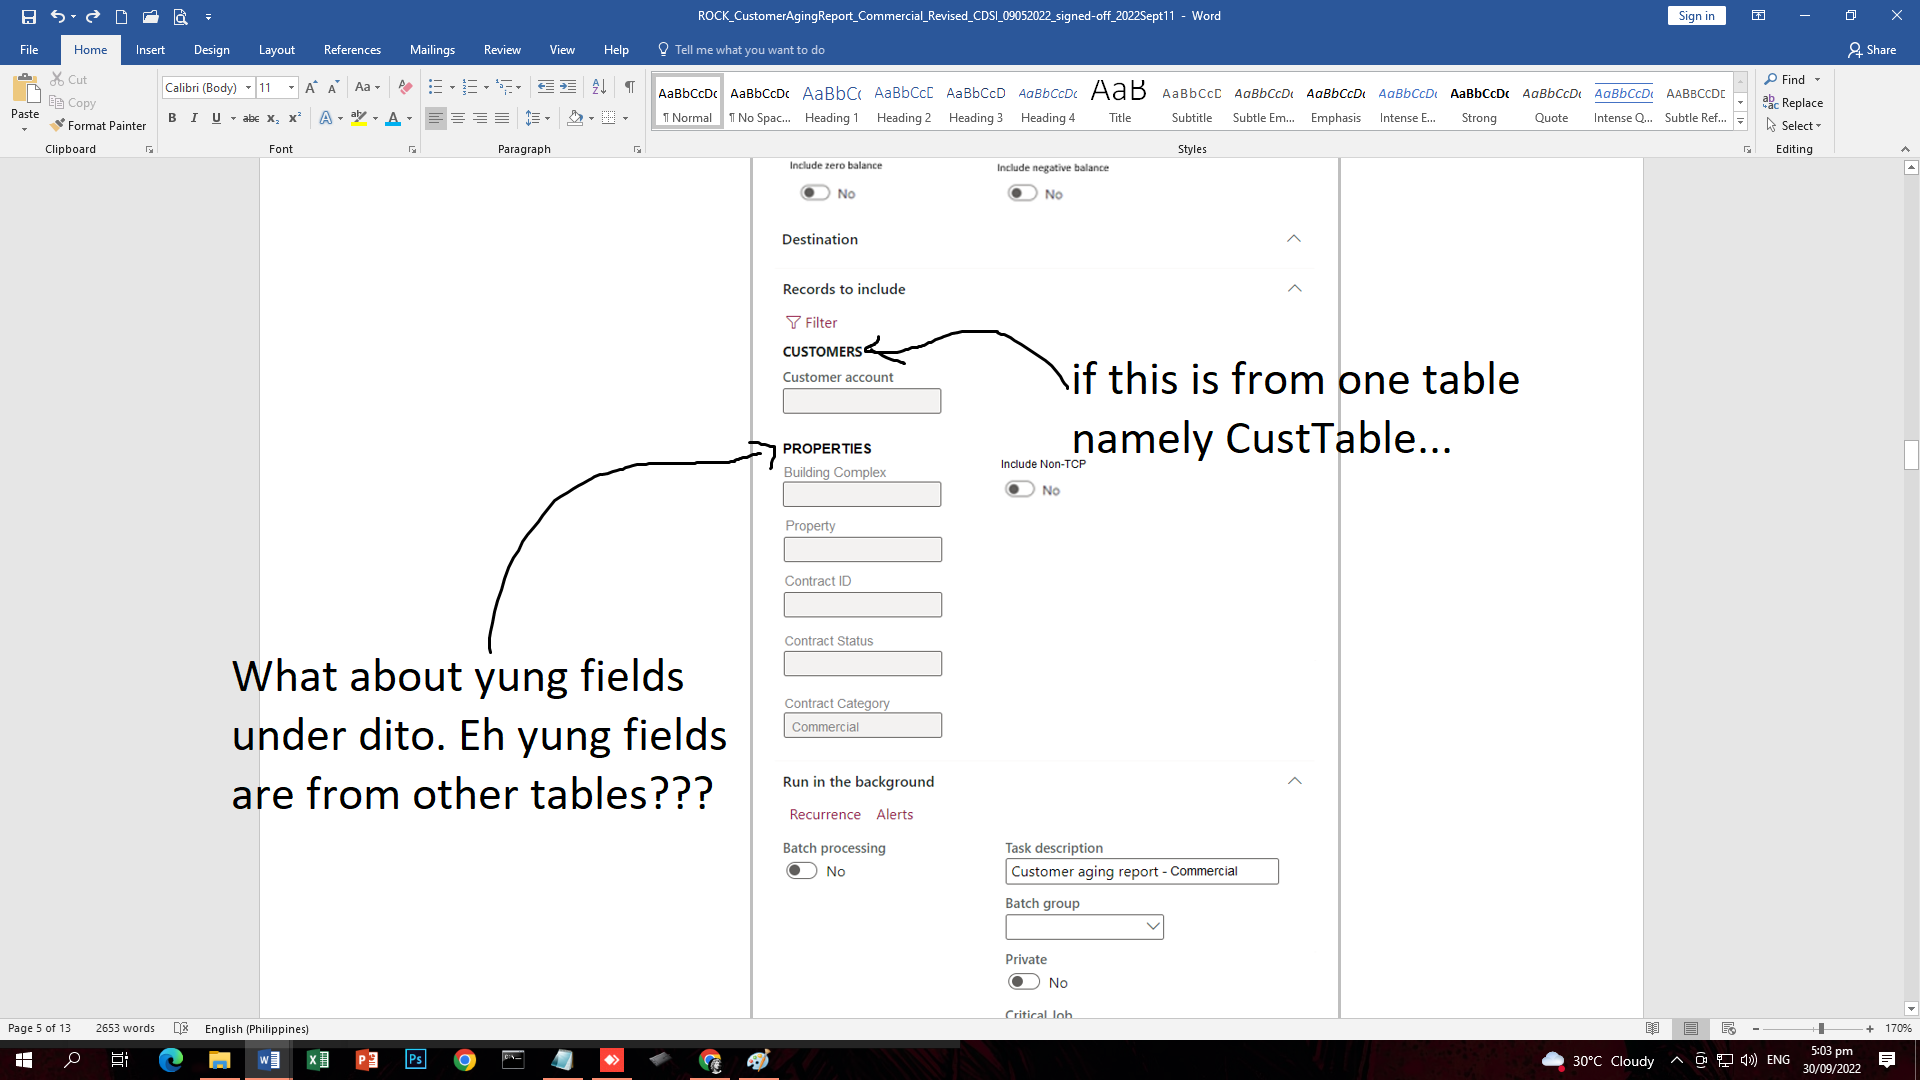 ROCK_CustomerAgingReport_Commercial_Revised_CDSI_09052022_signed-off_2022Sept11 - Word
Sign in
File Home Insert Design Layout References Mailings Review View Help Tell me what you want to do
Share
Paste
Cut
Copy
Format Painter
Clipboard
Calibri (Body) 11
Font
Paragraph
AaBbCcDc AaBbCcDc AaBbC( AaBbCcE AaBbCcD AaBbCcDc AaB AaBbCcD AaBbCcDc AaBbCcDc AaBbCcDc AaBbCcDc AaBbCcDc AaBbCcDc AABBCCDE
¶ Normal ¶ No Spac... Heading 1 Heading 2 Heading 3 Heading 4 Title Subtitle Subtle Em... Emphasis Intense E... Strong Quote Intense Q... Subtle Ref...
Styles
Find
Replace
Select
Editing
Include zero balance
No
Include negative balance
No
Destination
Records to include
Filter
CUSTOMERS
Customer account
if this is from one table
namely CustTable...
PROPERTIES
Building Complex
Include Non-TCP
No
Property
Contract ID
Contract Status
Contract Category
Commercial
What about yung fields
under dito. Eh yung fields
are from other tables???
Run in the background
Recurrence Alerts
Batch processing
No
Task description
Customer aging report - Commercial
Batch group
Private
No
Critical Job
Page 5 of 13 2653 words English (Philippines)
170%
30°C Cloudy
ENG
5:03 pm
30/09/2022